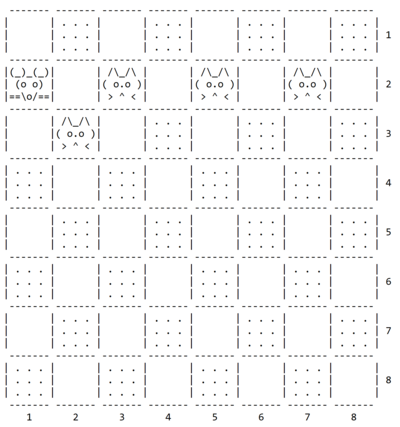 ------- ------- ------- ------- ------- ------- ------- -------
|       | . . . |       | . . . |       | . . . |       | . . . |
|       | . . . |       | . . . |       | . . . |       | . . . | 1
|       | . . . |       | . . . |       | . . . |       | . . . |
 ------- ------- ------- ------- ------- ------- ------- -------
|(_)_(_)|       | /\_/\ |       | /\_/\ |       | /\_/\ |       |
| (o o) |       |( o.o )|       |( o.o )|       |( o.o )|       | 2
|==\o/==|       | > ^ < |       | > ^ < |       | > ^ < |       |
 ------- ------- ------- ------- ------- ------- ------- -------
|       | /\_/\ |       | . . . |       | . . . |       | . . . |
|       |( o.o )|       | . . . |       | . . . |       | . . . | 3
|       | > ^ < |       | . . . |       | . . . |       | . . . |
 ------- ------- ------- ------- ------- ------- ------- -------
| . . . |       | . . . |       | . . . |       | . . . |       |
| . . . |       | . . . |       | . . . |       | . . . |       | 4
| . . . |       | . . . |       | . . . |       | . . . |       |
 ------- ------- ------- ------- ------- ------- ------- -------
|       | . . . |       | . . . |       | . . . |       | . . . |
|       | . . . |       | . . . |       | . . . |       | . . . | 5
|       | . . . |       | . . . |       | . . . |       | . . . |
 ------- ------- ------- ------- ------- ------- ------- -------
| . . . |       | . . . |       | . . . |       | . . . |       |
| . . . |       | . . . |       | . . . |       | . . . |       | 6
| . . . |       | . . . |       | . . . |       | . . . |       |
 ------- ------- ------- ------- ------- ------- ------- -------
|       | . . . |       | . . . |       | . . . |       | . . . |
|       | . . . |       | . . . |       | . . . |       | . . . | 7
|       | . . . |       | . . . |       | . . . |       | . . . |
 ------- ------- ------- ------- ------- ------- ------- -------
| . . . |       | . . . |       | . . . |       | . . . |       |
| . . . |       | . . . |       | . . . |       | . . . |       | 8
| . . . |       | . . . |       | . . . |       | . . . |       |
 ------- ------- ------- ------- ------- ------- ------- -------
    1       2       3       4       5       6       7       8